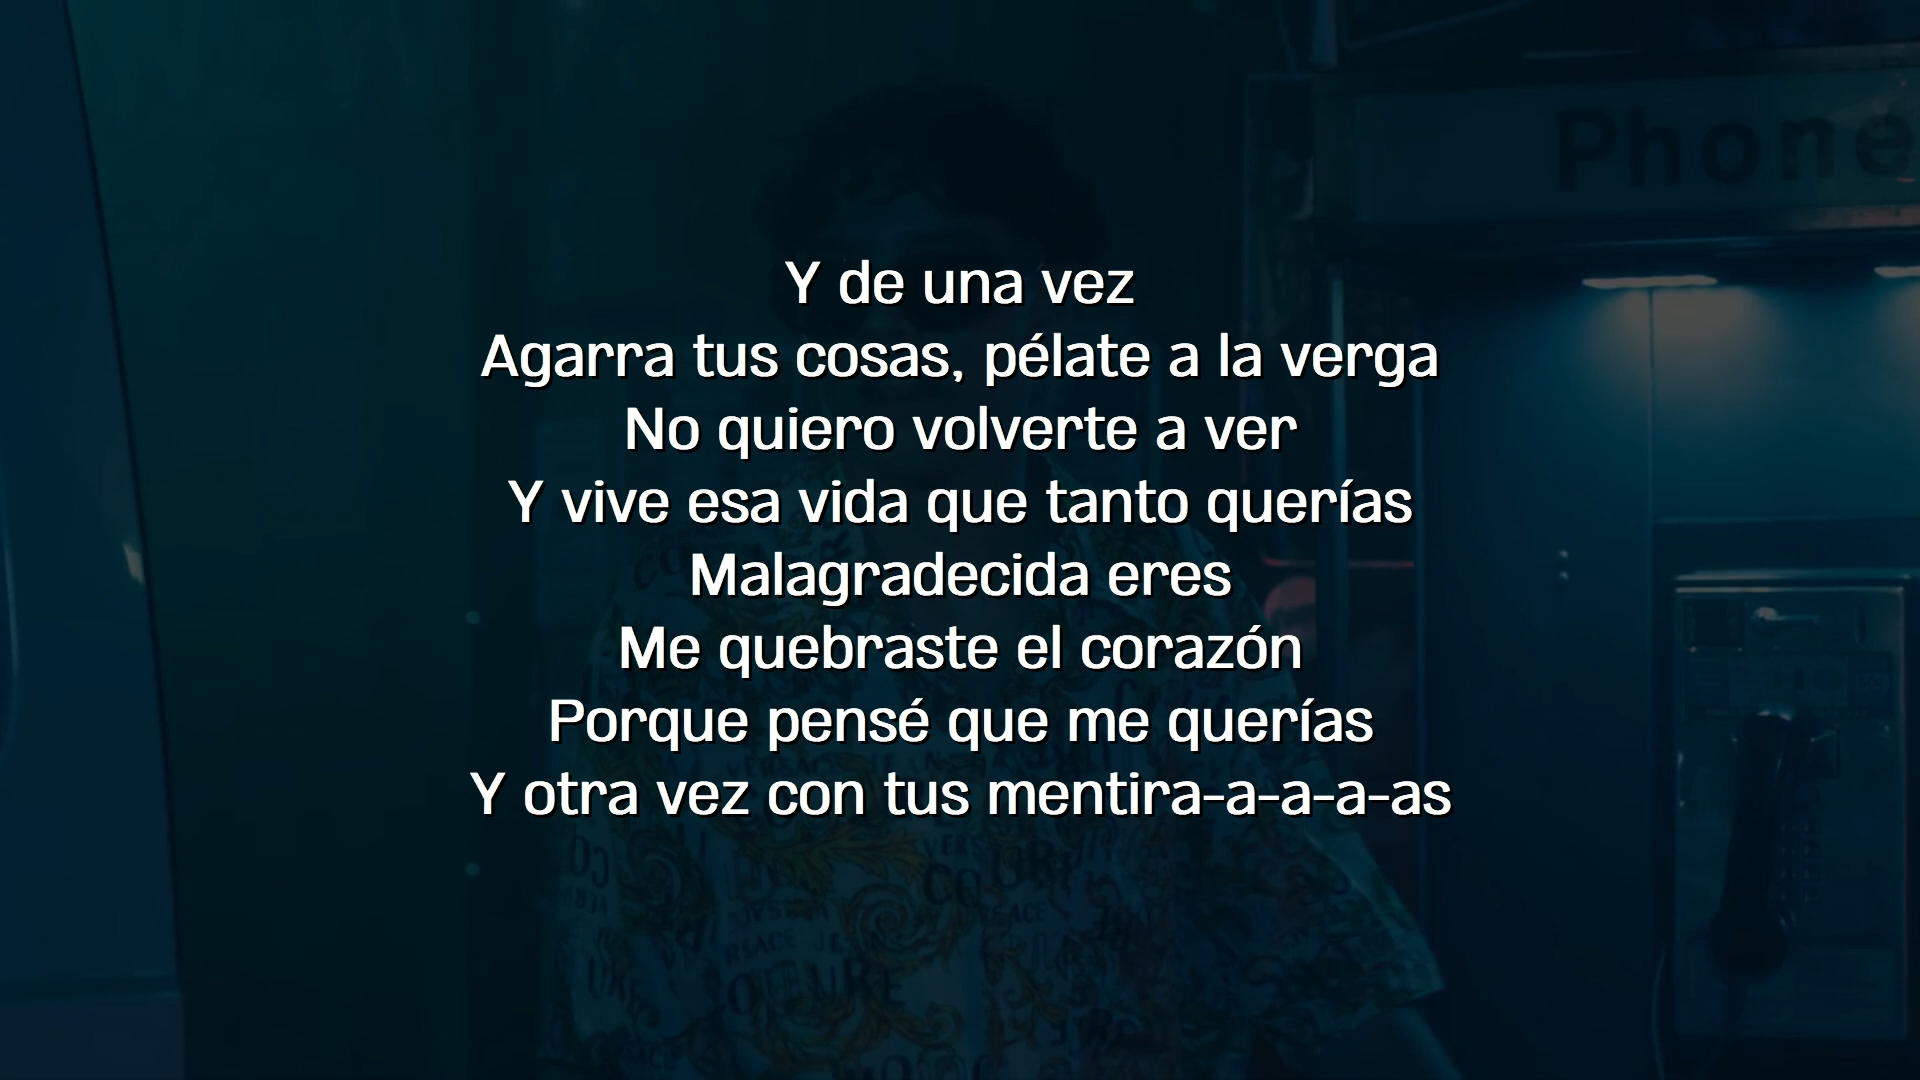 Phone
Y de una vez
Agarra tus cosas, pélate a la verga
No quiero volverte a ver
Y vive esa vida que tanto querías
Malagradecida eres
Me quebraste el corazón
Porque pensé que me querías
Y otra vez con tus mentira-a-a-a-as